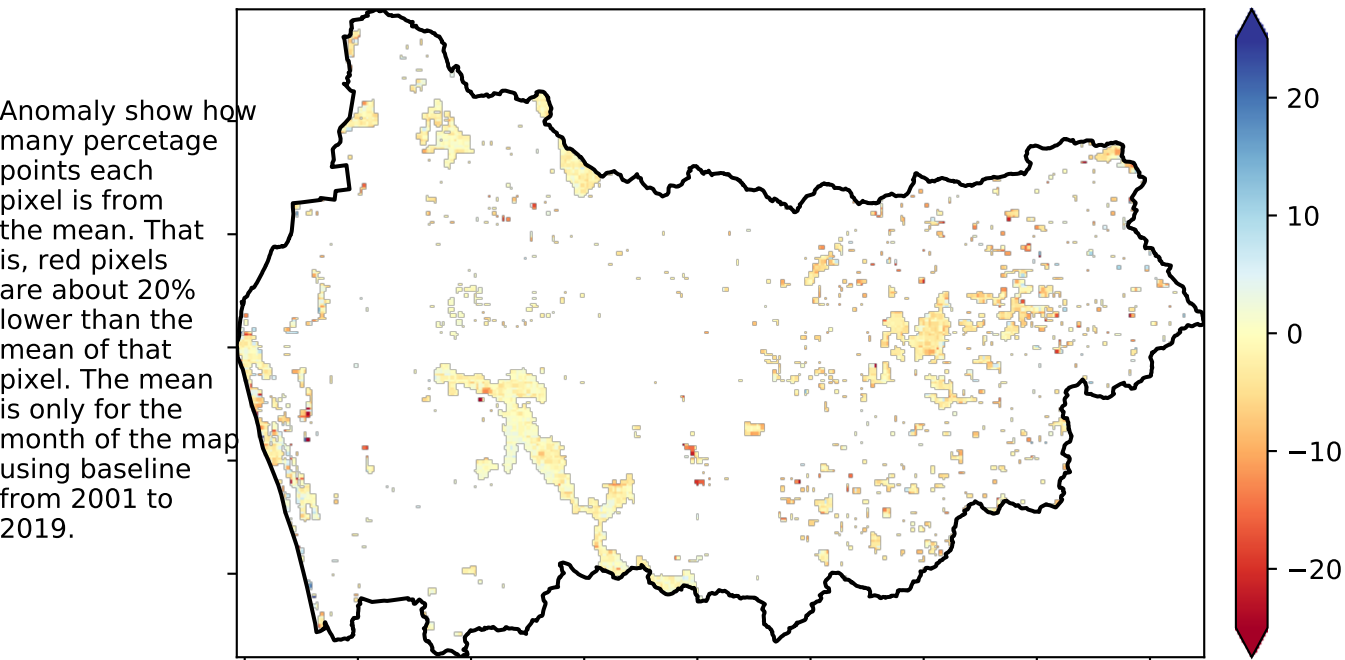 Anomaly show how
many percetage
points each
pixel is from
the mean. That
is, red pixels
are about 20%
lower than the
mean of that
pixel. The mean
is only for the
month of the map
using baseline
from 2001 to
2019.
20
10
0
−10
−20